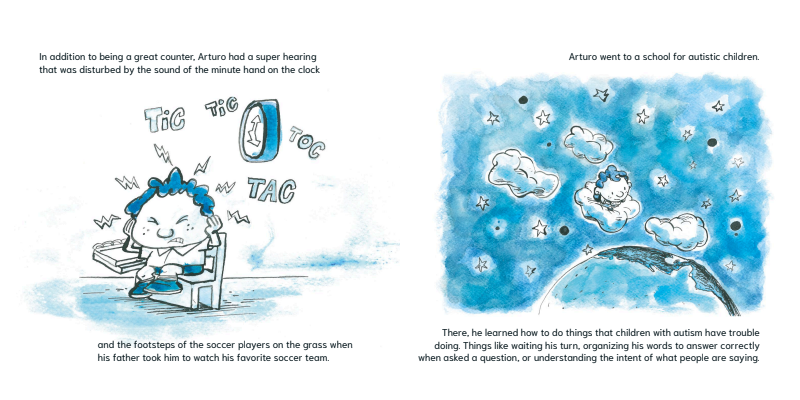 In addition to being a great counter, Arturo had a super hearing
that was disturbed by the sound of the minute hand on the clock
TiC
TiC
TOC
TAC
and the footsteps of the soccer players on the grass when
his father took him to watch his favorite soccer team.
Arturo went to a school for autistic children.
There, he learned how to do things that children with autism have trouble
doing. Things like waiting his turn, organizing his words to answer correctly
when asked a question, or understanding the intent of what people are saying.